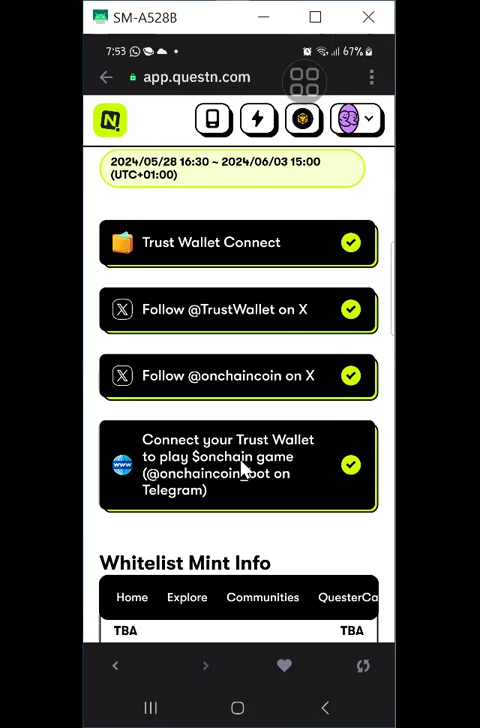 SM-A528B
7:53
67%
app.questn.com
N
2024/05/28 16:30 ~ 2024/06/03 15:00
(UTC+01:00)
Trust Wallet Connect
Follow @TrustWallet on X
Follow @onchaincoin on X
Connect your Trust Wallet
to play $onchain game
(@onchaincoin_bot on
Telegram)
www
Whitelist Mint Info
Home Explore Communities QuesterCa
TBA TBA